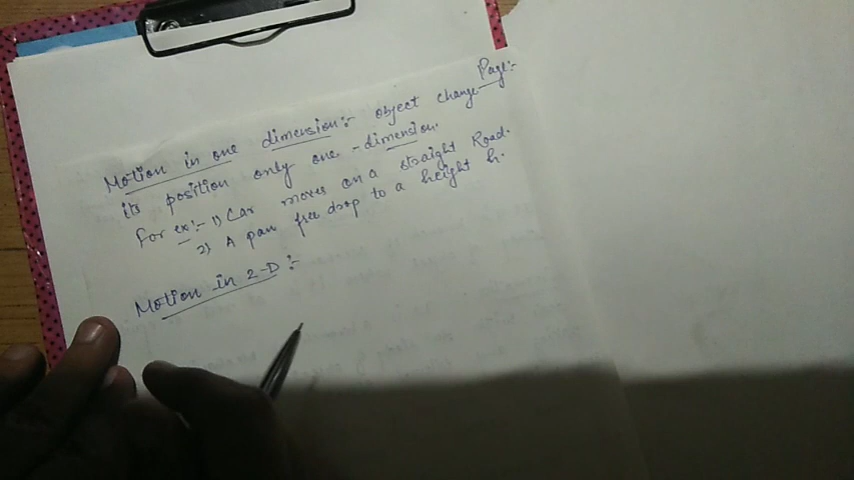 Page:-
Motion in one dimension:- object change
its position only one-dimension.
For ex:- 1) Car moves on a straight Road.
2) A pan free drop to a height h.
Motion in 2-D:-